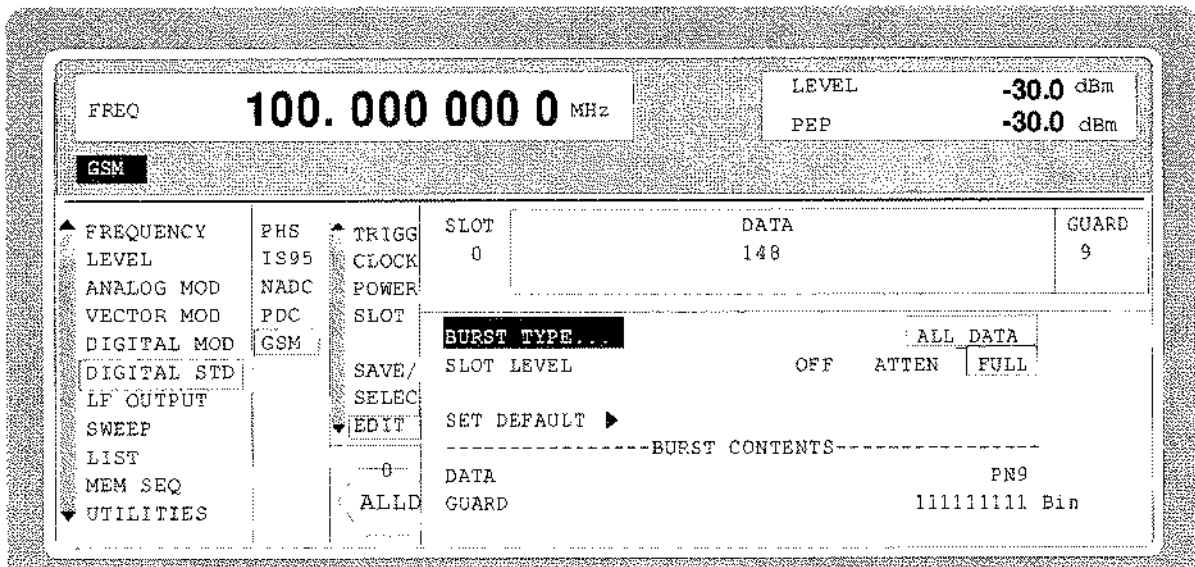 FREQ 100. 000 000 0 MHz
LEVEL -30.0 dBm
PEP -30.0 dBm
GSM
FREQUENCY
LEVEL
ANALOG MOD
VECTOR MOD
DIGITAL MOD
DIGITAL STD
LF OUTPUT
SWEEP
LIST
MEM SEQ
UTILITIES
PHS
IS95
NADC
PDC
GSM
TRIGG
CLOCK
POWER
SLOT
SAVE/
SELEC
EDIT
0
ALLD
SLOT DATA GUARD
0 148 9
BURST TYPE... ALL DATA
SLOT LEVEL OFF ATTEN FULL
SET DEFAULT ▶
-----------------BURST CONTENTS-----------------
DATA PN9
GUARD 111111111 Bin